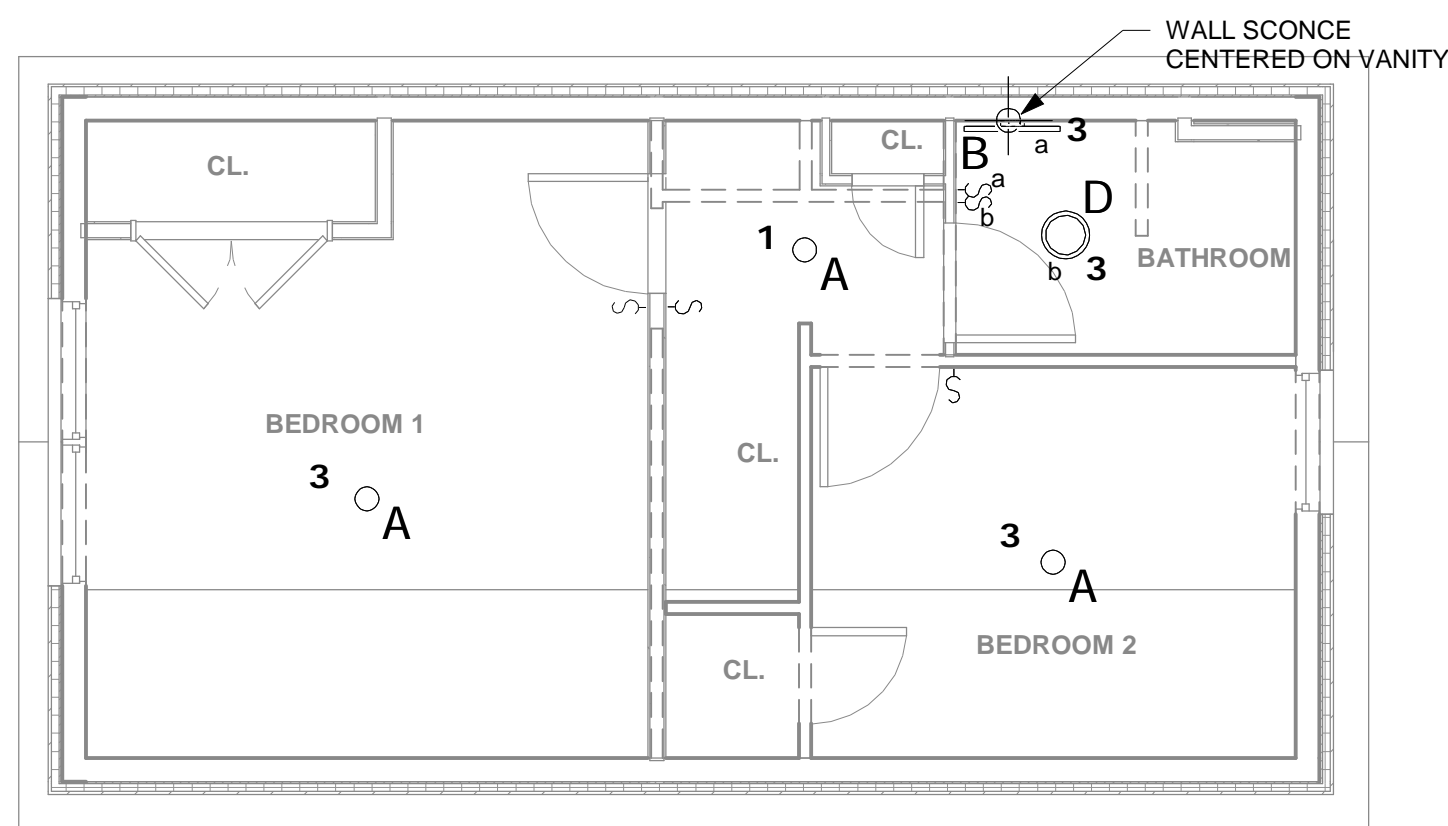 WALL SCONCE
CENTERED ON VANITY
CL.
CL.
B
a
3
a
b
D
b
3
BATHROOM
1
A
S
S
S
S
S
BEDROOM 1
3
A
CL.
3
A
BEDROOM 2
CL.